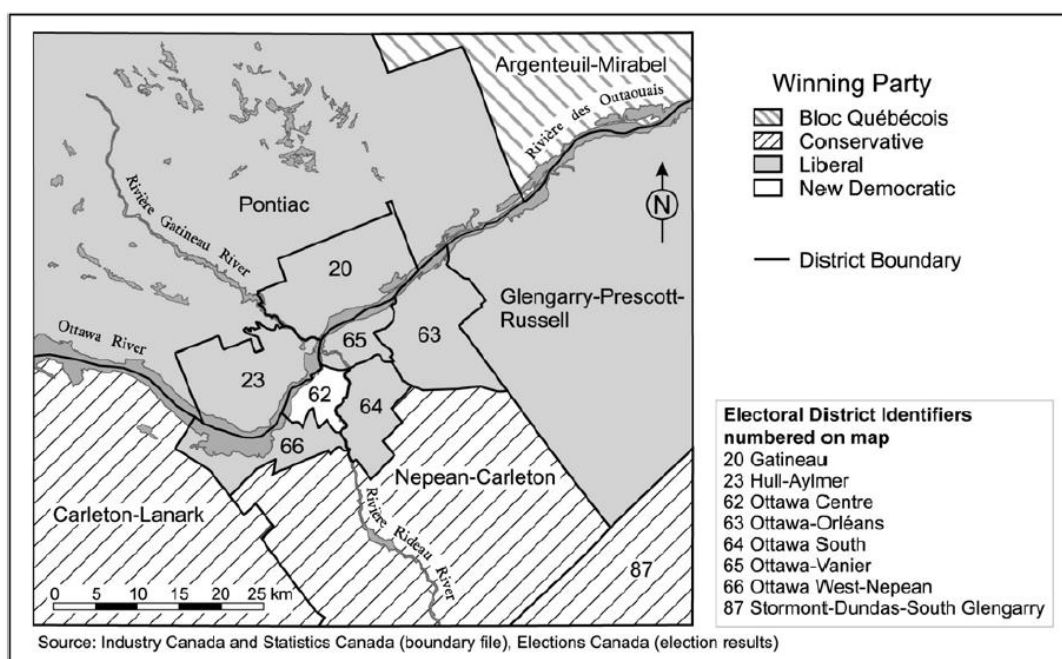 Argenteuil-Mirabel
Rivière des Outaouais
N
Pontiac
Rivière Gatineau River
20
Glengarry-Prescott-
Russell
63
65
Ottawa River
23
62
64
66
Nepean-Carleton
Carleton-Lanark
Rivière Rideau River
87
0 5 10 15 20 25 km
Winning Party
Bloc Québécois
Conservative
Liberal
New Democratic
District Boundary
Electoral District Identifiers
numbered on map
20 Gatineau
23 Hull-Aylmer
62 Ottawa Centre
63 Ottawa-Orléans
64 Ottawa South
65 Ottawa-Vanier
66 Ottawa West-Nepean
87 Stormont-Dundas-South Glengarry
Source: Industry Canada and Statistics Canada (boundary file), Elections Canada (election results)